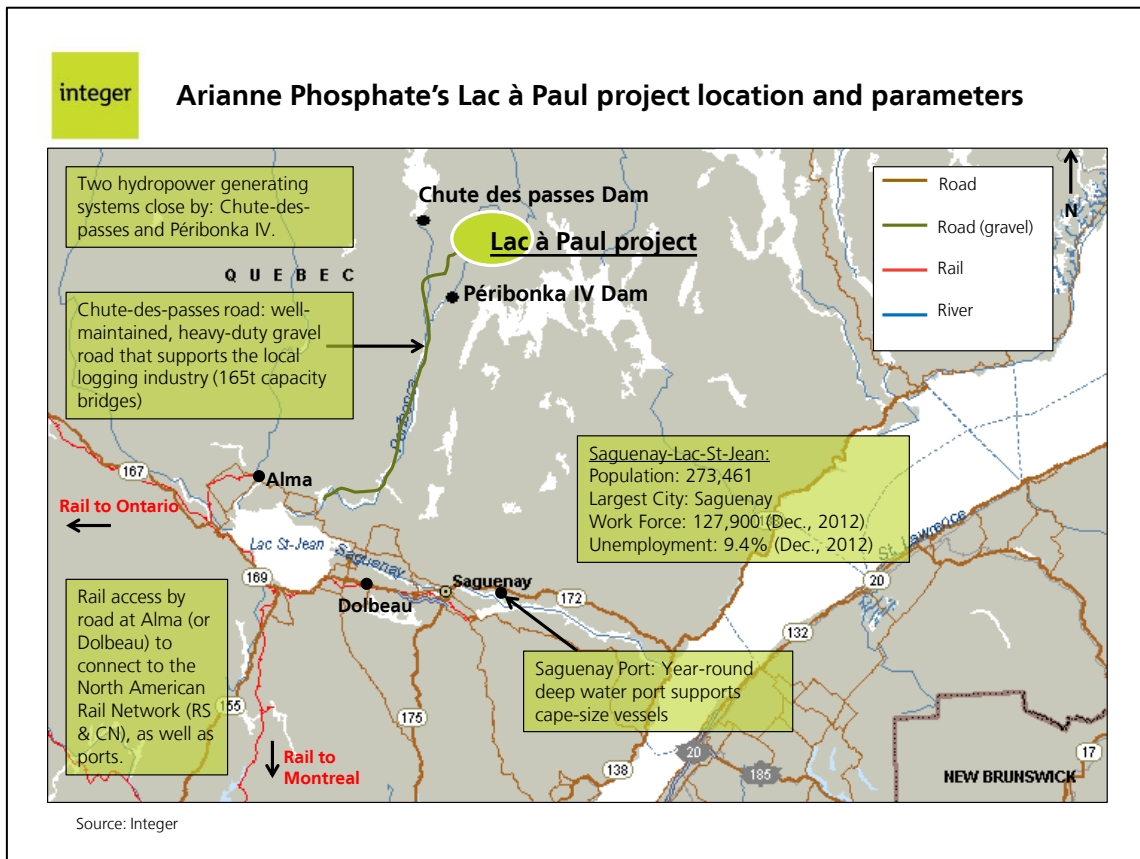 integer
Arianne Phosphate's Lac à Paul project location and parameters
Two hydropower generating
systems close by: Chute-des-
passes and Péribonka IV.
Chute des passes Dam
Lac à Paul project
Péribonka IV Dam
Road
Road (gravel)
Rail
River
N
QUEBEC
Chute-des-passes road: well-
maintained, heavy-duty gravel
road that supports the local
logging industry (165t capacity
bridges)
Saguenay-Lac-St-Jean:
Population: 273,461
Largest City: Saguenay
Work Force: 127,900 (Dec., 2012)
Unemployment: 9.4% (Dec., 2012)
167
Alma
Rail to Ontario
Lac St-Jean
Saguenay
St Lawrence
169
Dolbeau
Saguenay
172
20
132
Rail access by
road at Alma (or
Dolbeau) to
connect to the
North American
Rail Network (RS
& CN), as well as
ports.
Saguenay Port: Year-round
deep water port supports
cape-size vessels
155
175
Rail to
Montreal
138
20
185
17
NEW BRUNSWICK
Source: Integer